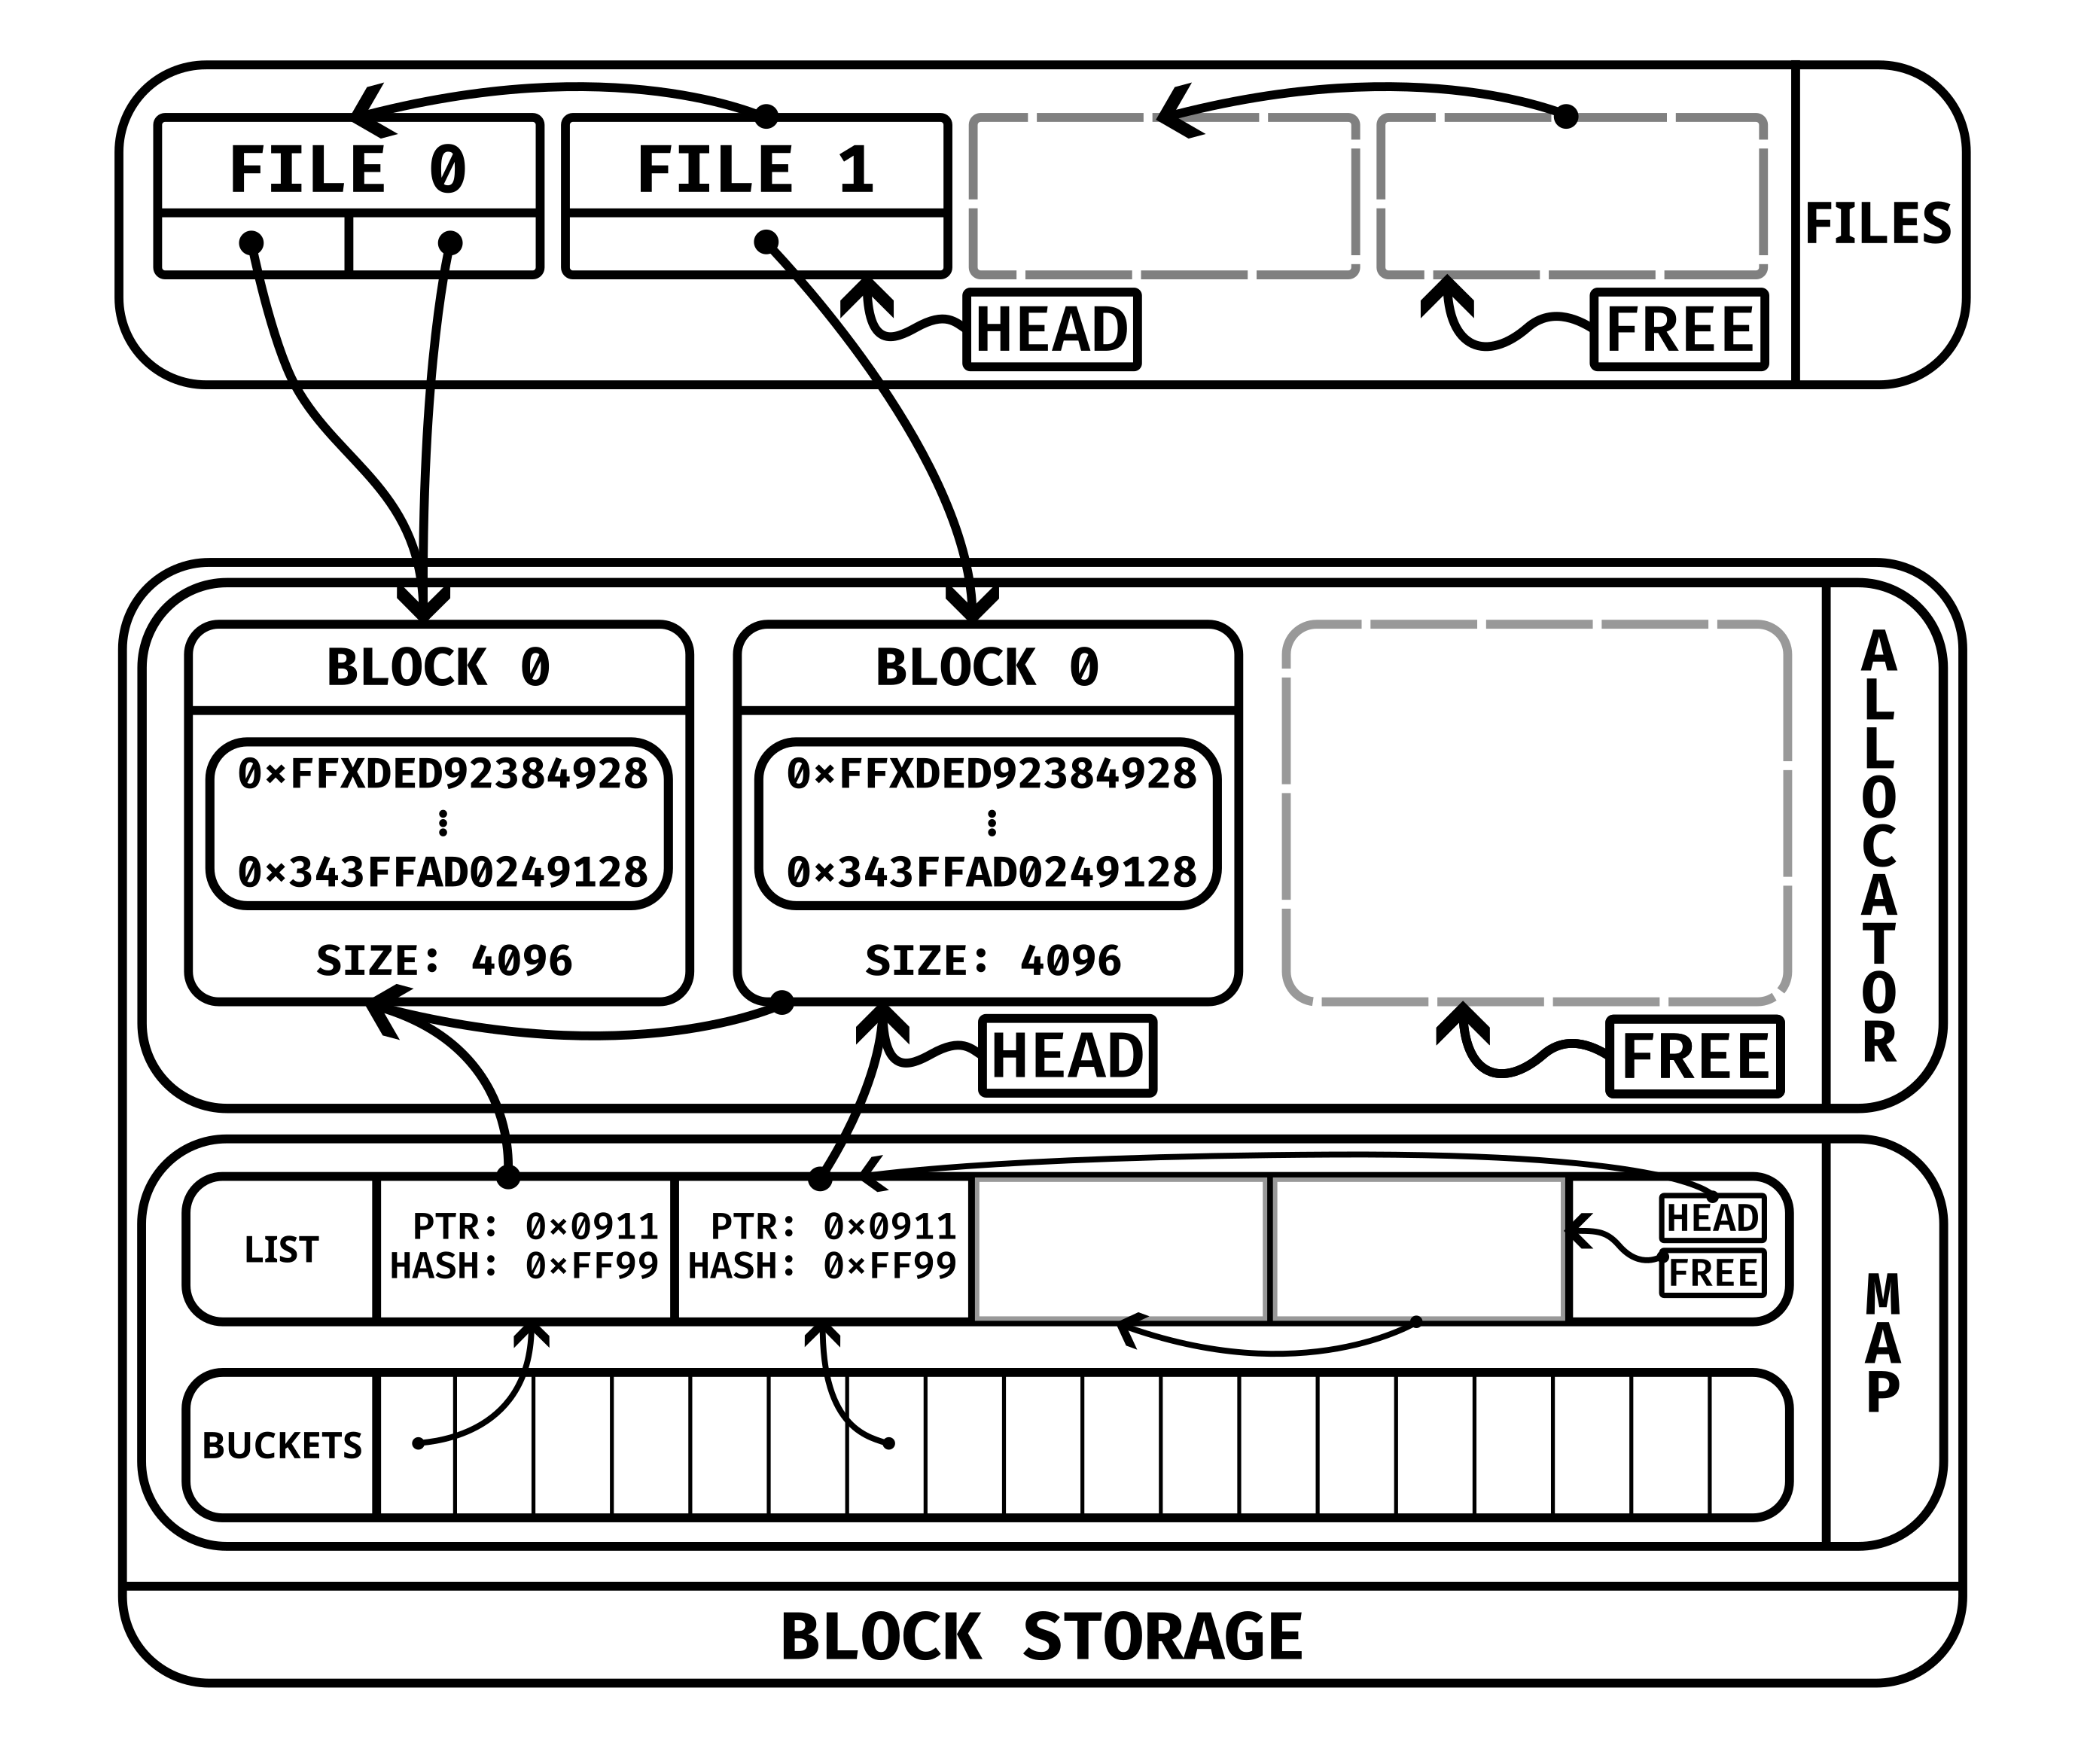 FILE 0
FILE 1
FILES
HEAD
FREE
BLOCK 0
BLOCK 0
0×FFXDED92384928
⋮
0×343FFAD0249128
SIZE: 4096
0×FFXDED92384928
⋮
0×343FFAD0249128
SIZE: 4096
HEAD
FREE
ALLOCATOR
LIST
PTR: 0×0911
HASH: 0×FF99
PTR: 0×0911
HASH: 0×FF99
HEAD
FREE
BUCKETS
MAP
BLOCK STORAGE